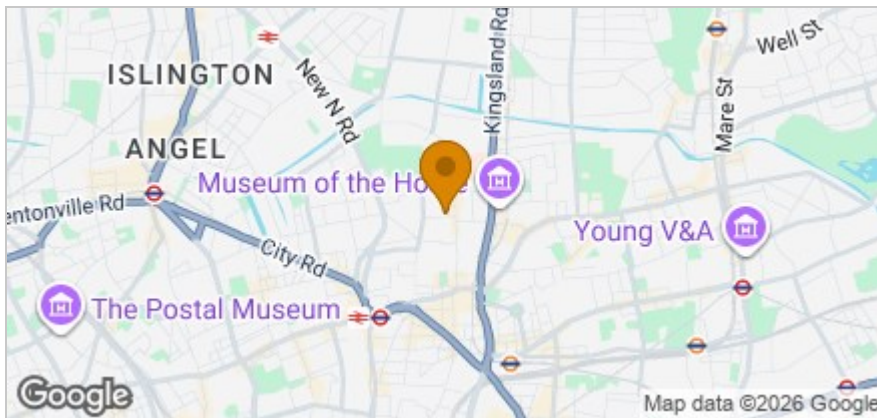 ISLINGTON
New N Rd
Kingsland Rd
Well St
Mare St
ANGEL
Museum of the Ho
entonville Rd
City Rd
Young V&A
The Postal Museum
Google
Map data ©2026 Google